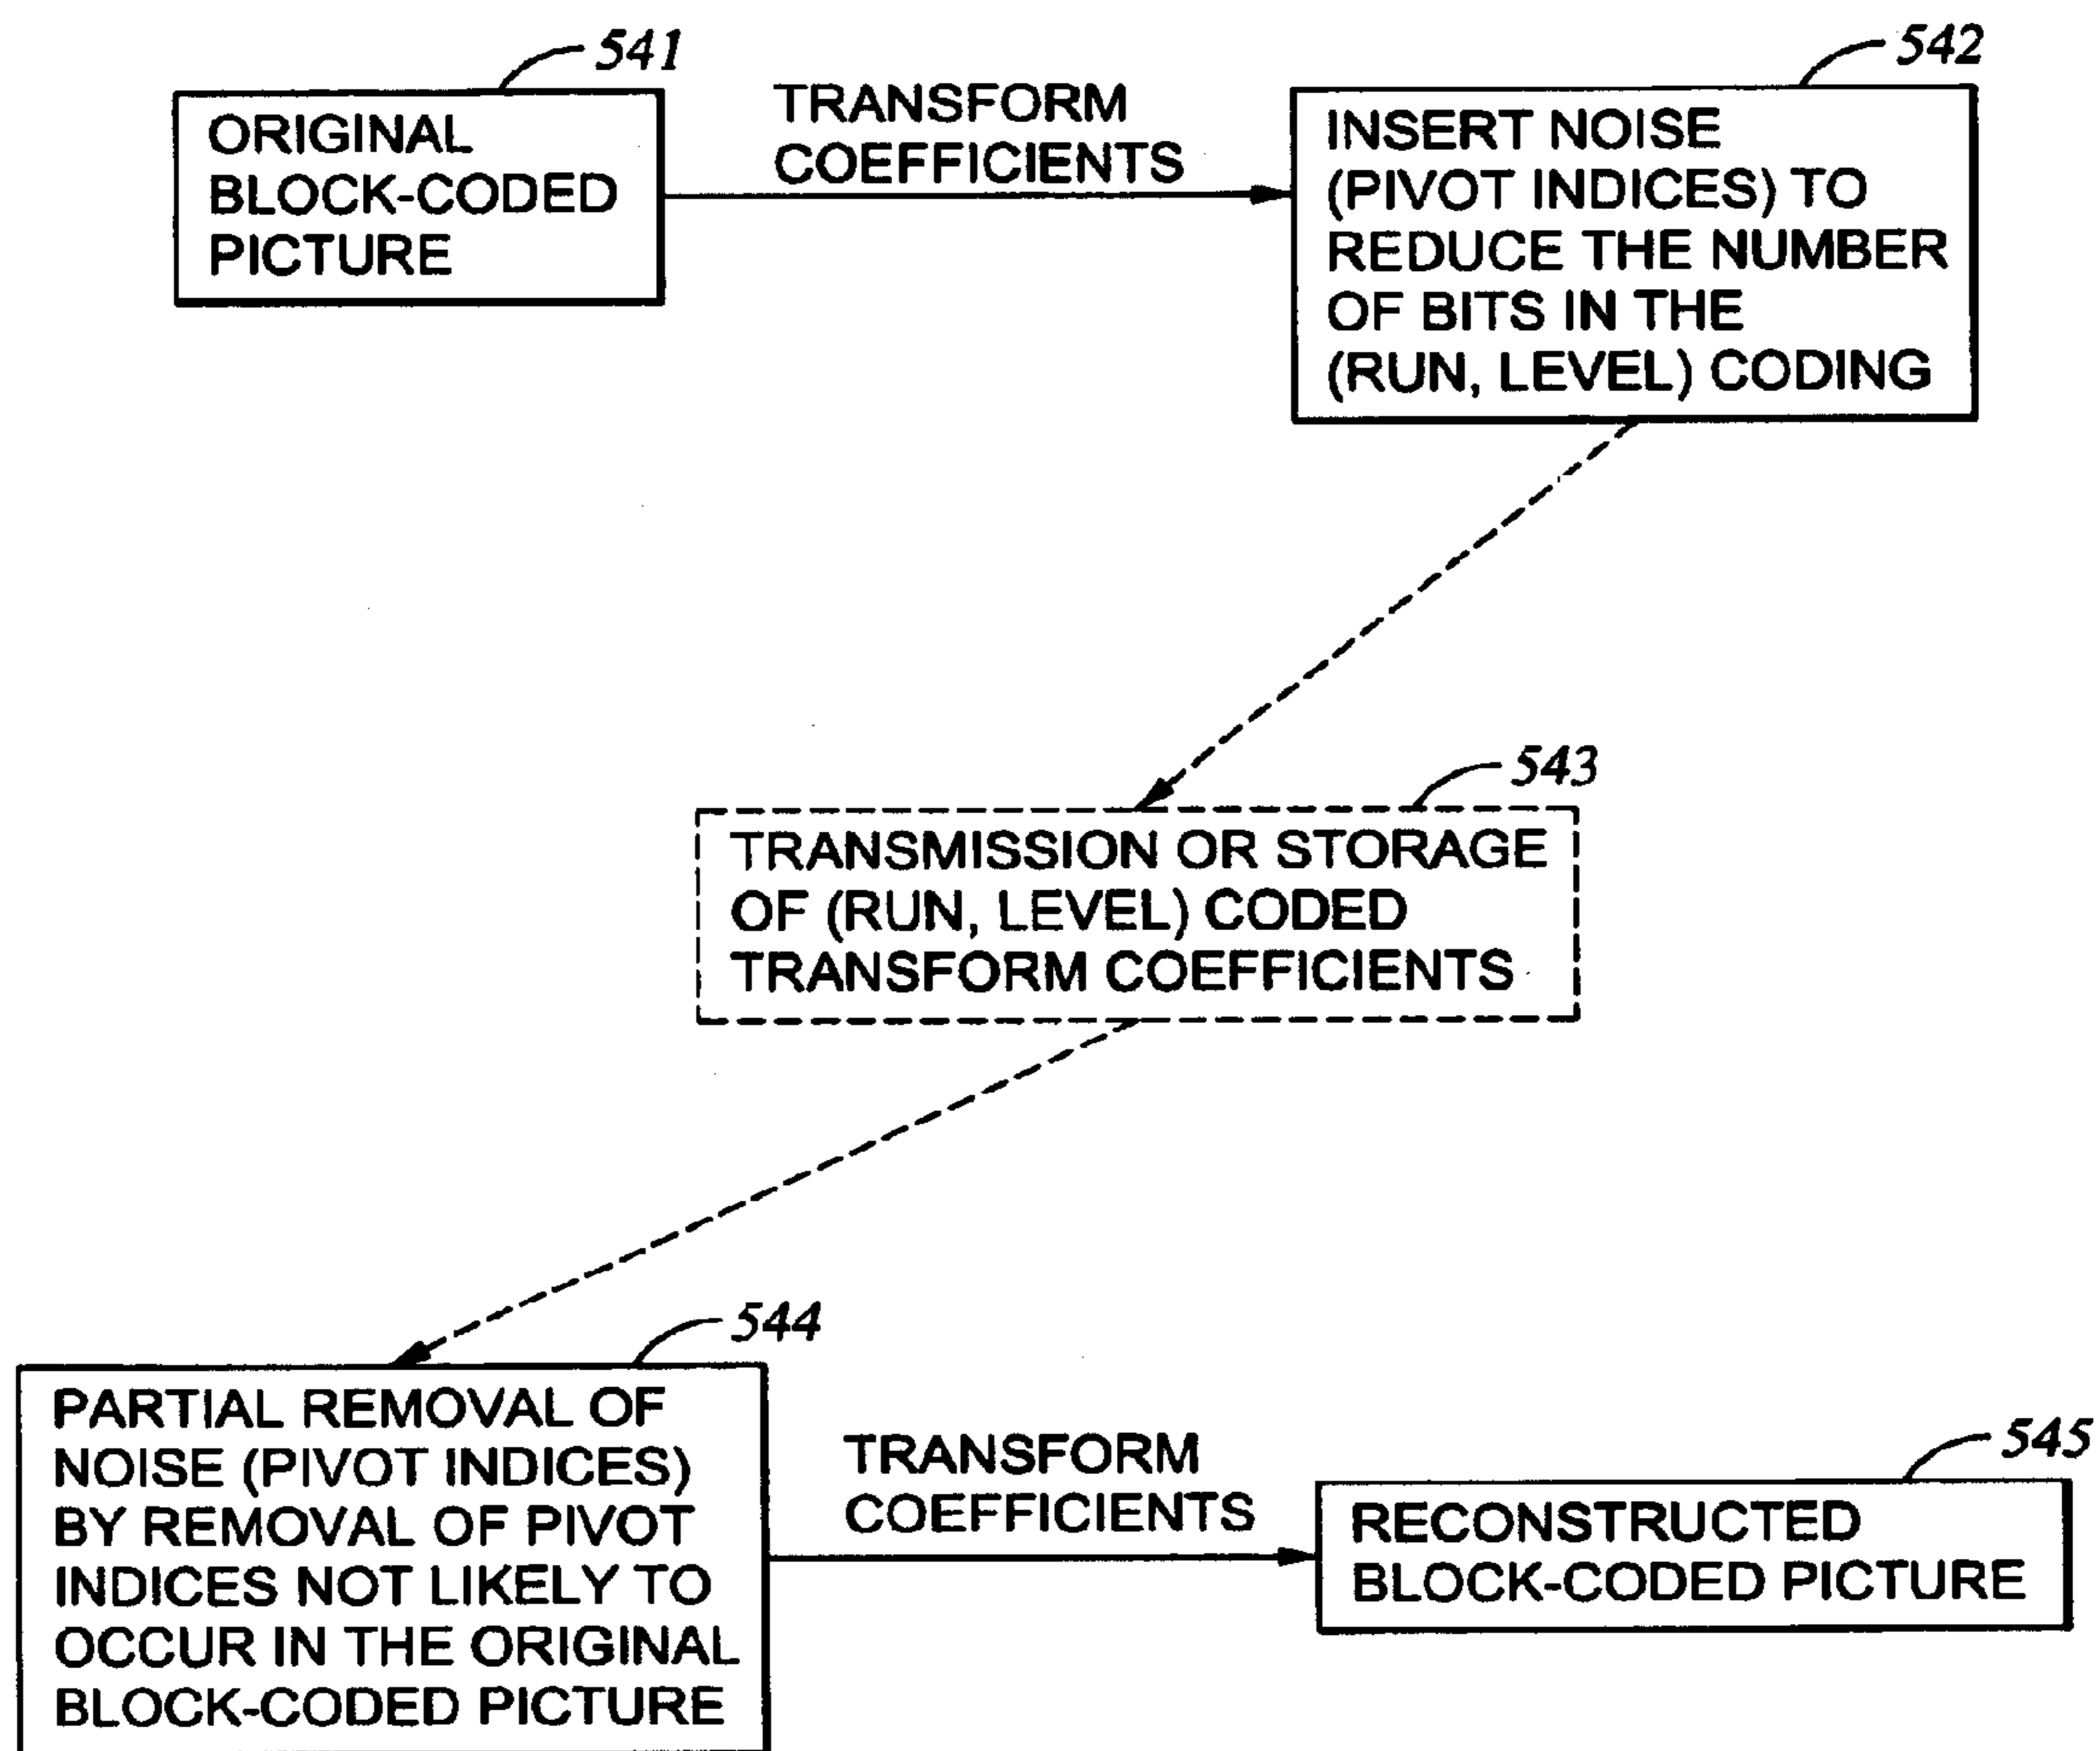 541
ORIGINAL
BLOCK-CODED
PICTURE
TRANSFORM
COEFFICIENTS
542
INSERT NOISE
(PIVOT INDICES) TO
REDUCE THE NUMBER
OF BITS IN THE
(RUN, LEVEL) CODING
543
TRANSMISSION OR STORAGE
OF (RUN, LEVEL) CODED
TRANSFORM COEFFICIENTS
544
PARTIAL REMOVAL OF
NOISE (PIVOT INDICES)
BY REMOVAL OF PIVOT
INDICES NOT LIKELY TO
OCCUR IN THE ORIGINAL
BLOCK-CODED PICTURE
TRANSFORM
COEFFICIENTS
545
RECONSTRUCTED
BLOCK-CODED PICTURE